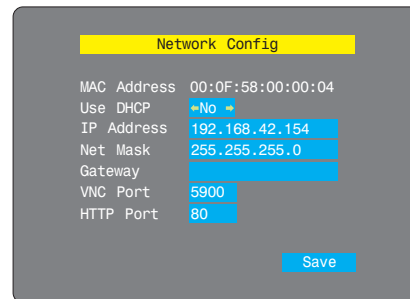 Network Config
MAC Address 00:0F:58:00:00:04
Use DHCP ←No →
IP Address 192.168.42.154
Net Mask 255.255.255.0
Gateway
VNC Port 5900
HTTP Port 80
Save